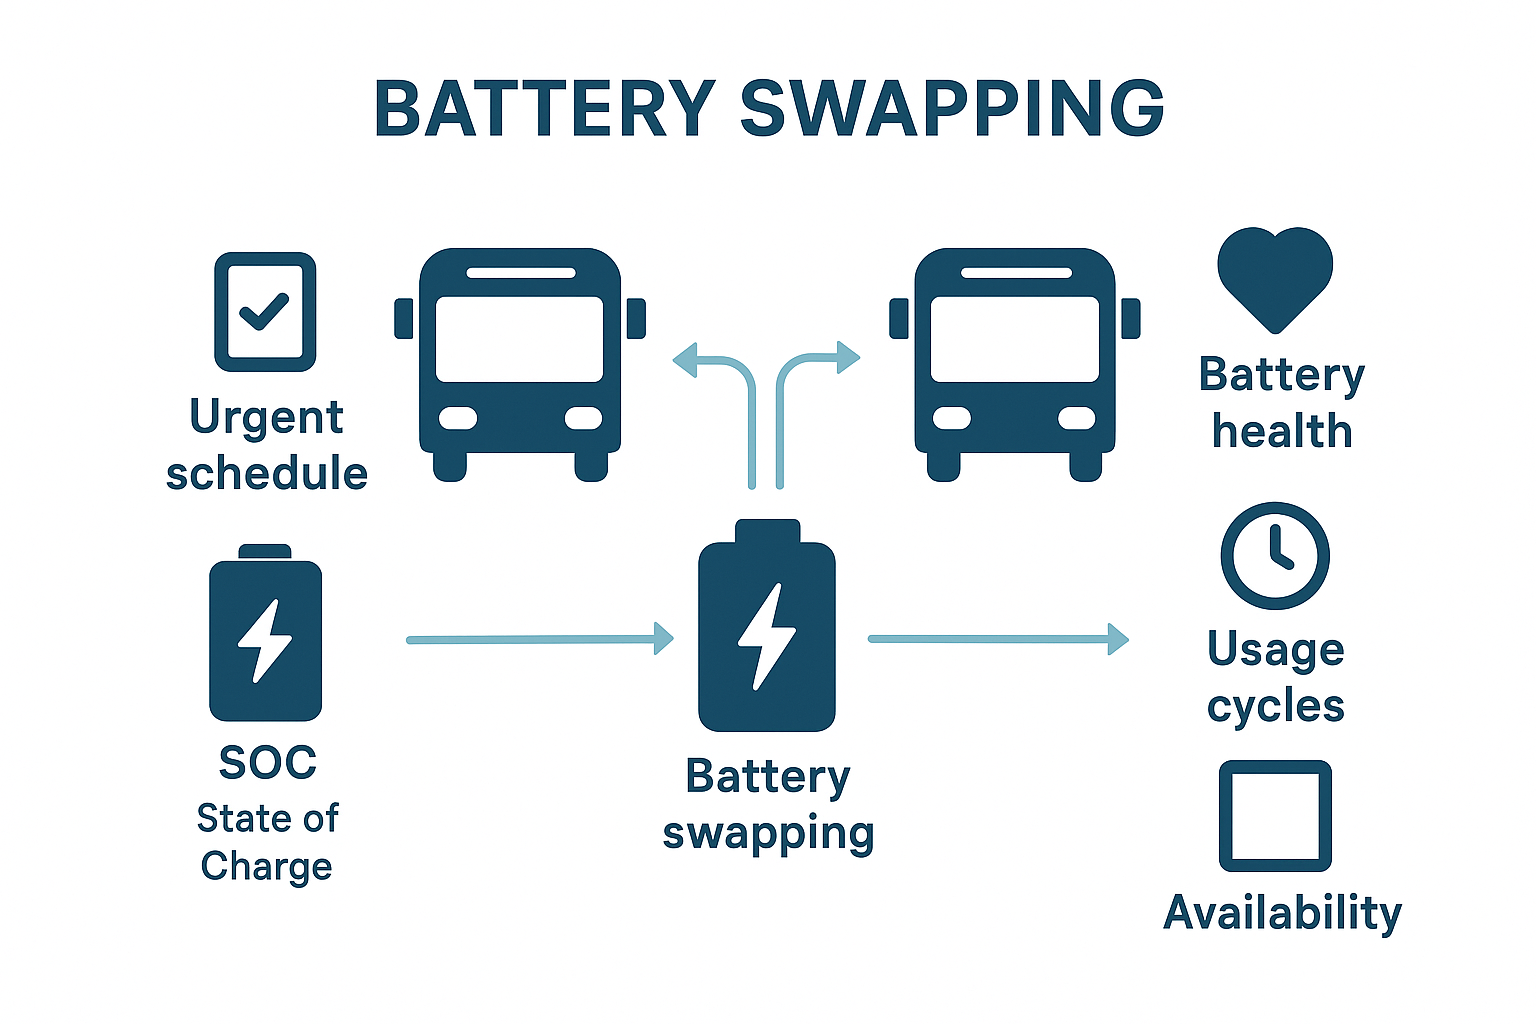 BATTERY SWAPPING
Urgent
schedule
SOC
State of
Charge
Battery
swapping
Battery
health
Usage
cycles
Availability